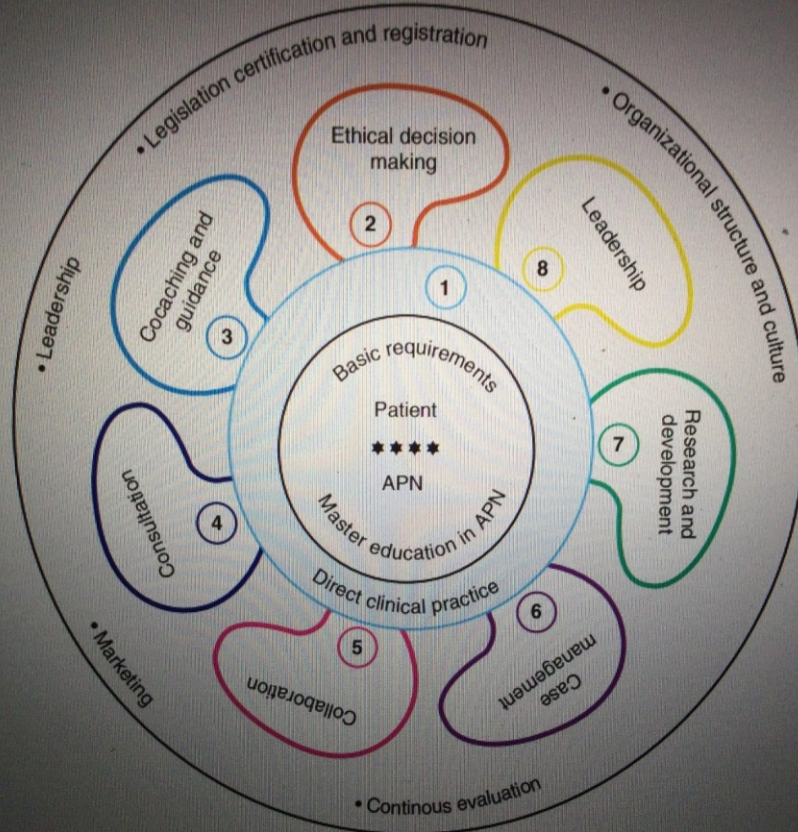 • Legislation certification and registration
• Organizational structure and culture
• Leadership
• Marketing
• Continous evaluation
Ethical decision
making
2
Leadership
8
Cocaching and
guidance
3
1
Basic requirements
Patient
APN
Master education in APN
Direct clinical practice
Research and
development
7
Consultation
4
Collaboration
5
Case
management
6